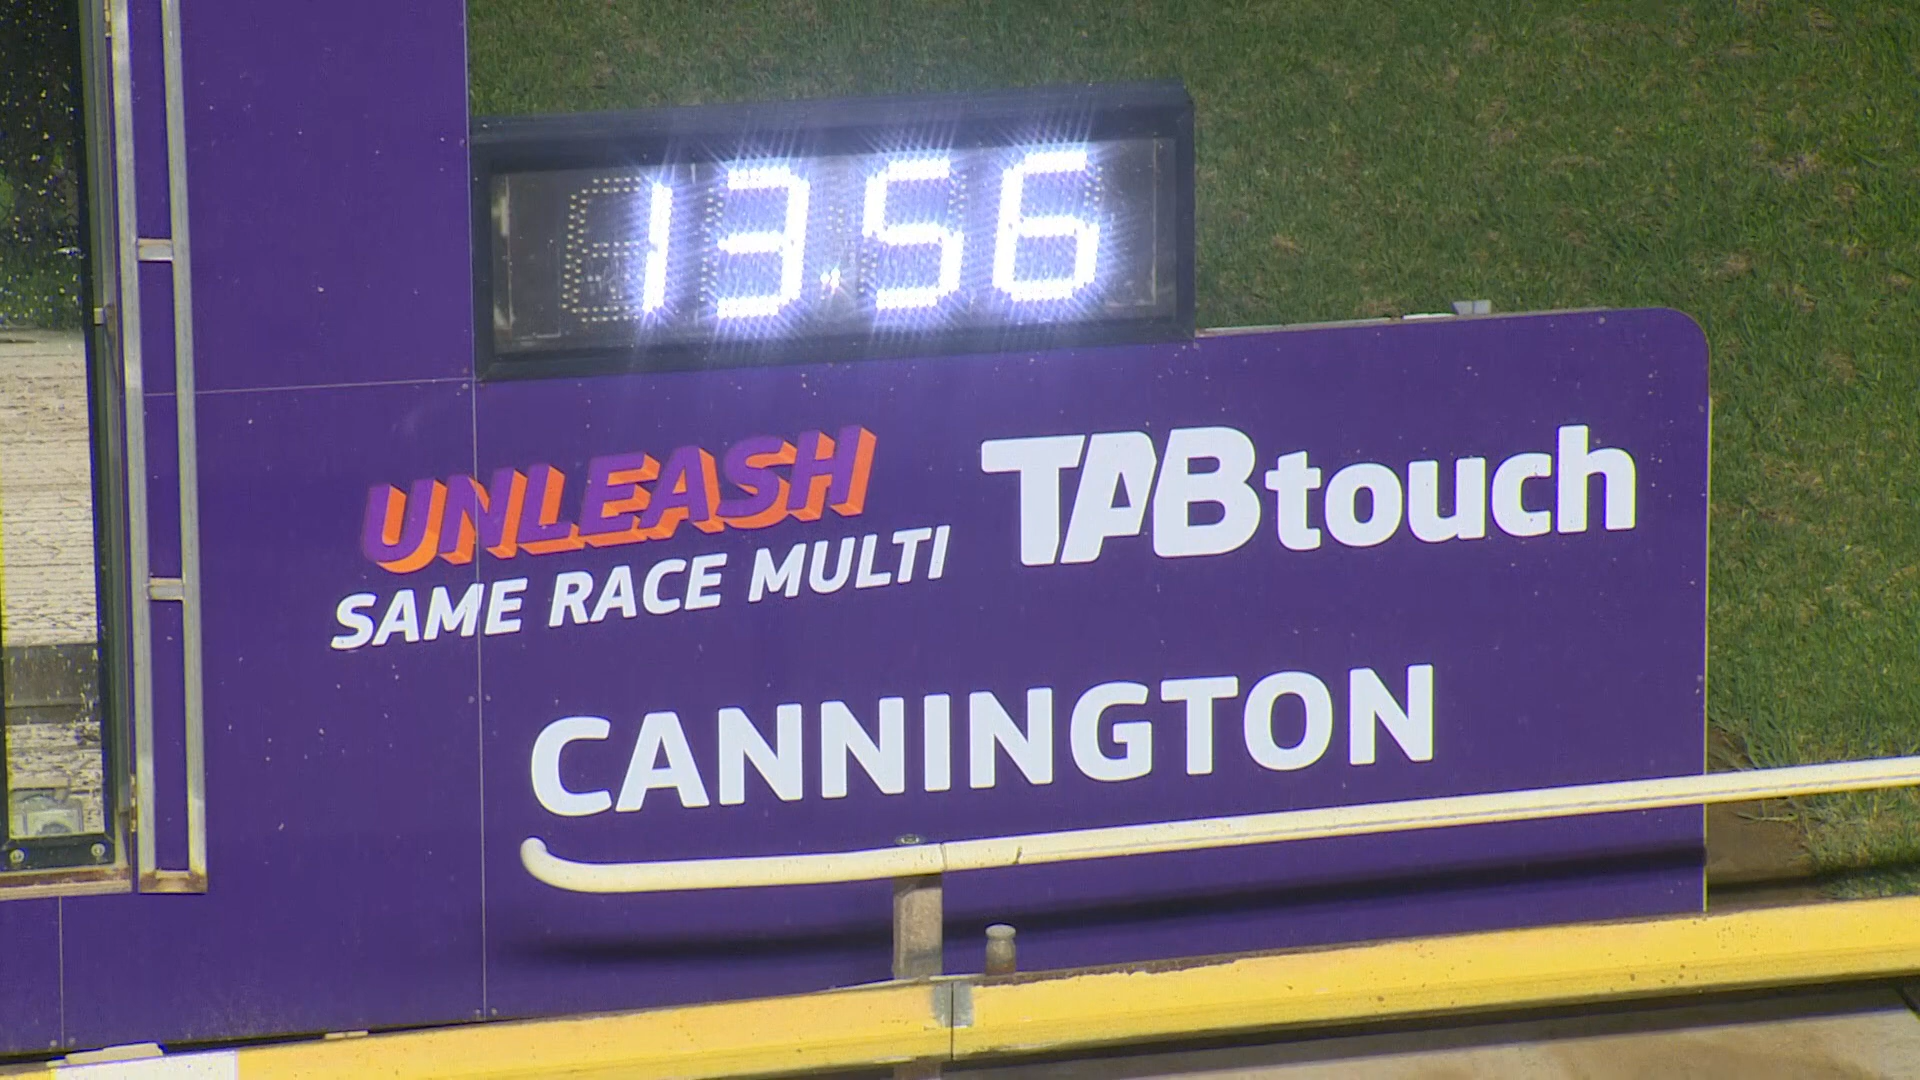 13.56
UNLEASH
SAME RACE MULTI
TABtouch
CANNINGTON